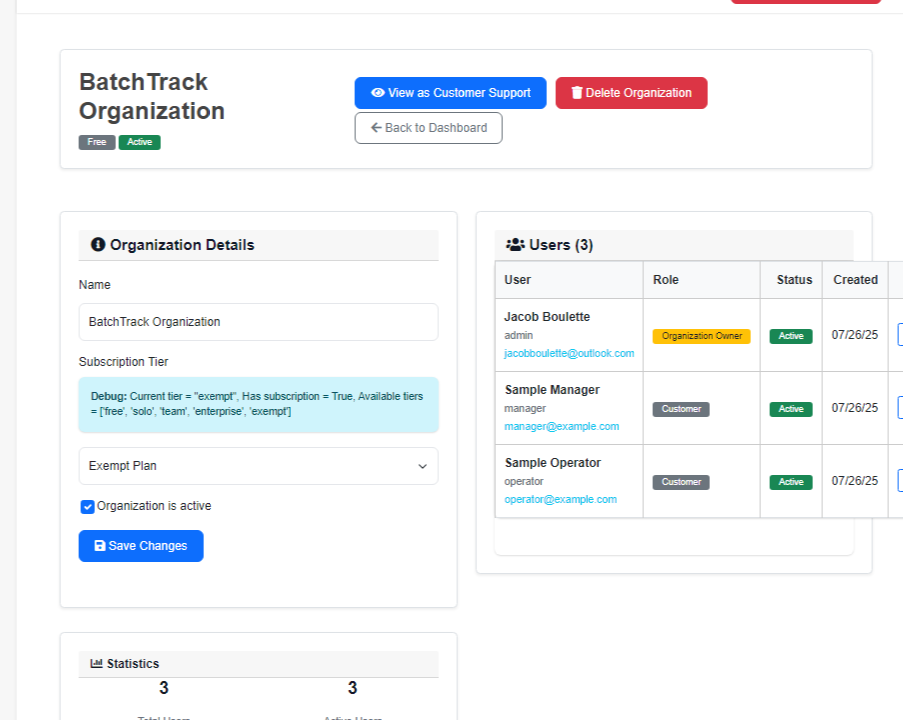 BatchTrack
Organization
Free Active
View as Customer Support
Delete Organization
Back to Dashboard
Organization Details
Name
BatchTrack Organization
Subscription Tier
Debug: Current tier = "exempt", Has subscription = True, Available tiers
= ['free', 'solo', 'team', 'enterprise', 'exempt']
Exempt Plan
Organization is active
Save Changes
Users (3)
User Role Status Created
Jacob Boulette
admin
jacobboulette@outlook.com
Organization Owner Active 07/26/25
Sample Manager
manager
manager@example.com
Customer Active 07/26/25
Sample Operator
operator
operator@example.com
Customer Active 07/26/25
Statistics
3 3
Total Users Active Users